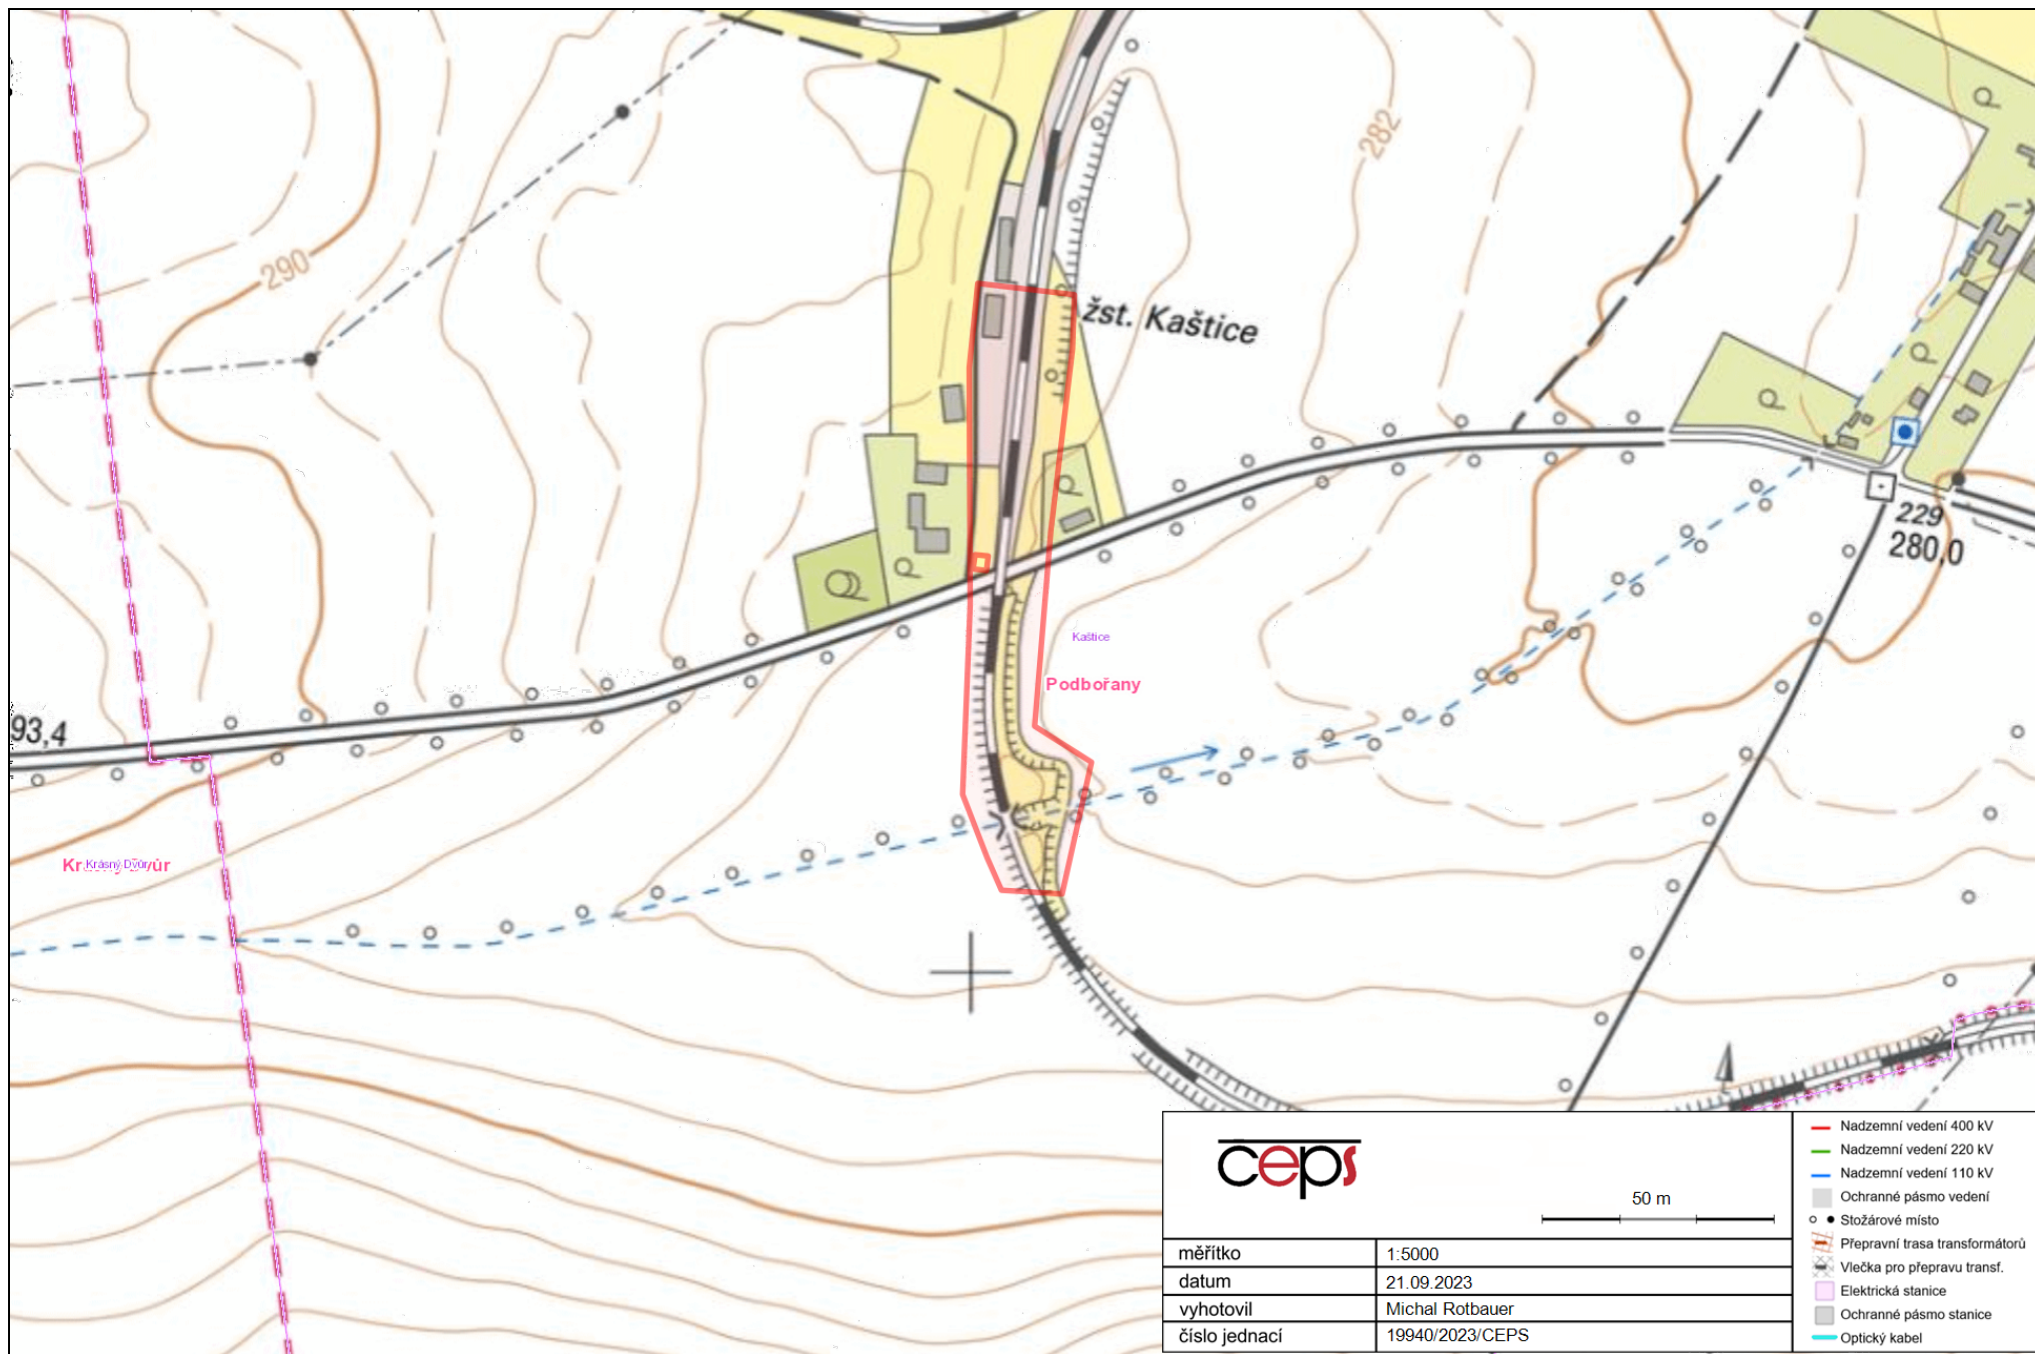 282
290
žst. Kaštice
229
280,0
Kaštice
Podbořany
93,4
Krásný Dvůr
čeps
50 m
měřítko 1:5000
datum 21.09.2023
vyhotovil Michal Rotbauer
číslo jednací 19940/2023/CEPS
Nadzemní vedení 400 kV
Nadzemní vedení 220 kV
Nadzemní vedení 110 kV
Ochranné pásmo vedení
Stožárové místo
Přepravní trasa transformátorů
Vlečka pro přepravu transf.
Elektrická stanice
Ochranné pásmo stanice
Optický kabel